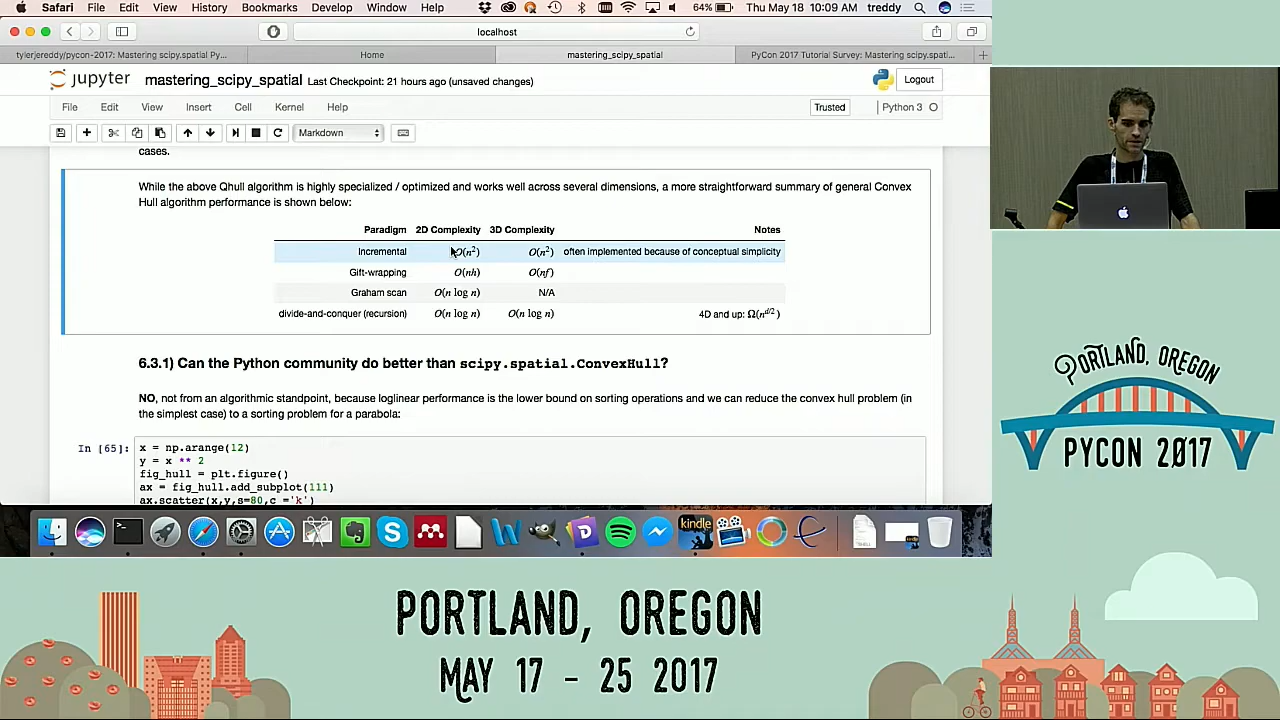 Safari File Edit View History Bookmarks Develop Window Help 64% Thu May 18 10:09 AM treddy
localhost
tylerjereddy/pycon-2017: Mastering scipy.spatial Py... Home mastering_scipy_spatial PyCon 2017 Tutorial Survey: Mastering scipy.spati...
jupyter mastering_scipy_spatial Last Checkpoint: 21 hours ago (unsaved changes) Logout
File Edit View Insert Cell Kernel Help Trusted Python 3
Markdown
cases.
While the above Qhull algorithm is highly specialized / optimized and works well across several dimensions, a more straightforward summary of general Convex
Hull algorithm performance is shown below:
Paradigm 2D Complexity 3D Complexity Notes
Incremental O(n²) O(n²) often implemented because of conceptual simplicity
Gift-wrapping O(nh) O(nf)
Graham scan O(n log n) N/A
divide-and-conquer (recursion) O(n log n) O(n log n) 4D and up: Ω(n^{d/2})
6.3.1) Can the Python community do better than scipy.spatial.ConvexHull?
NO, not from an algorithmic standpoint, because loglinear performance is the lower bound on sorting operations and we can reduce the convex hull problem (in
the simplest case) to a sorting problem for a parabola:
In [65]: x = np.arange(12)
y = x ** 2
fig_hull = plt.figure()
ax = fig_hull.add_subplot(111)
ax.scatter(x,y,s=80,c ='k')
kindle
PORTLAND, OREGON
PYCON 2017
PORTLAND, OREGON
MAY 17 - 25 2017